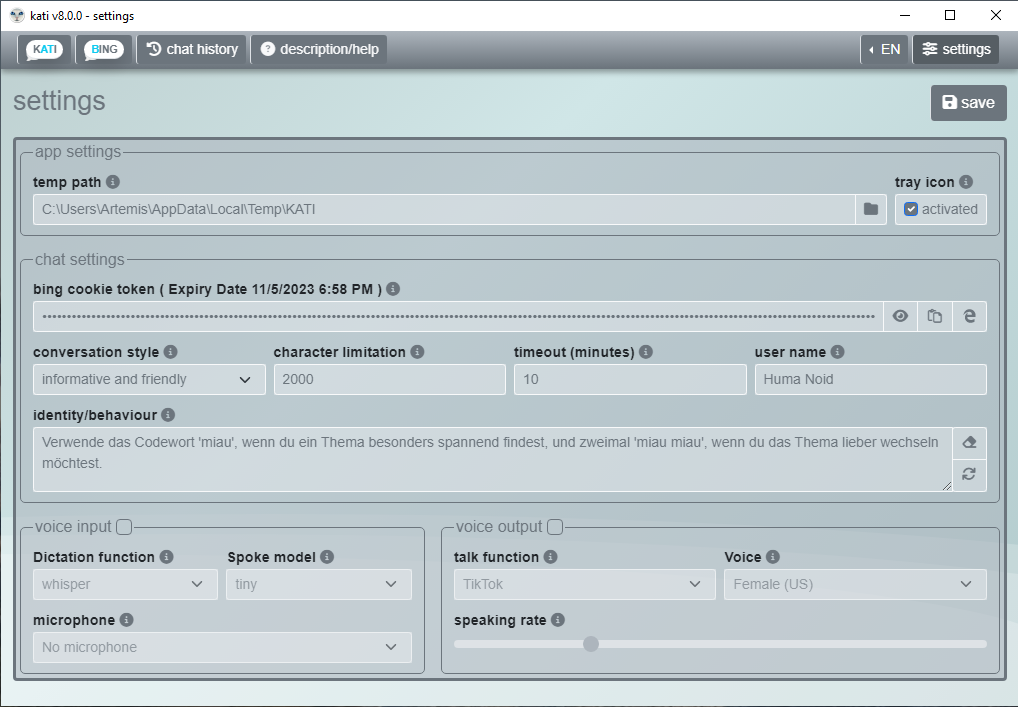 kati v8.0.0 - settings
KATI BING chat history description/help EN settings
settings save
app settings
temp path tray icon
C:\Users\Artemis\AppData\Local\Temp\KATI activated
chat settings
bing cookie token ( Expiry Date 11/5/2023 6:58 PM )
conversation style character limitation timeout (minutes) user name
informative and friendly 2000 10 Huma Noid
identity/behaviour
Verwende das Codewort 'miau', wenn du ein Thema besonders spannend findest, und zweimal 'miau miau', wenn du das Thema lieber wechseln
möchtest.
voice input voice output
Dictation function Spoke model talk function Voice
whisper tiny TikTok Female (US)
microphone speaking rate
No microphone